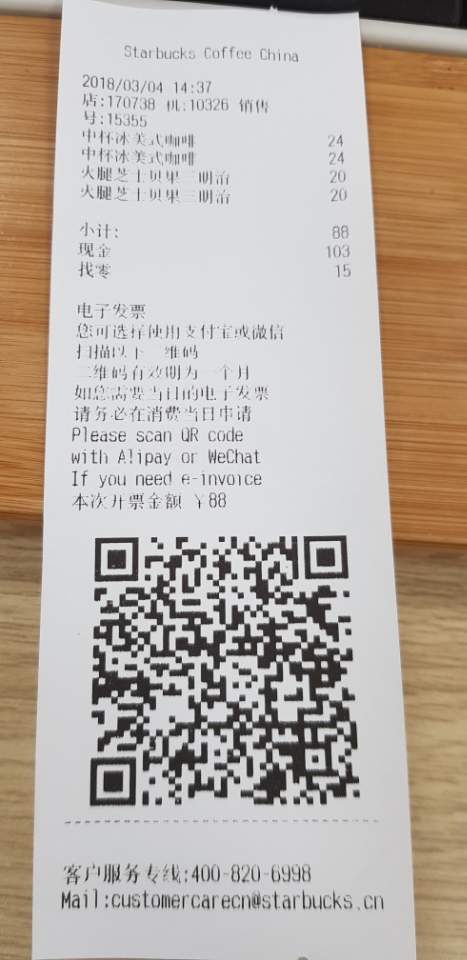 Starbucks Coffee China
2018/03/04 14:37
店:170738 机:10326 销售
号:15355
中杯冰美式咖啡 24
中杯冰美式咖啡 24
火腿芝士贝果三明治 20
火腿芝士贝果三明治 20
小计: 88
现金 103
找零 15
电子发票
您可选择使用支付宝或微信
扫描以下二维码
二维码有效期为一个月
如您需要当日的电子发票
请务必在消费当日申请
Please scan QR code
with Alipay or WeChat
If you need e-invoice
本次开票金额 ￥88
客户服务专线:400-820-6998
Mail:customercarecn@starbucks.cn